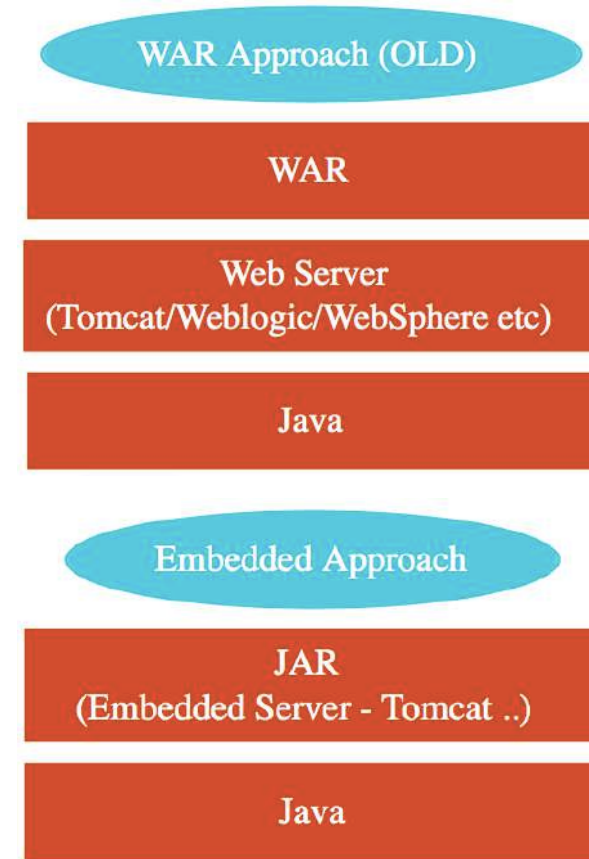 WAR Approach (OLD)
WAR
Web Server
(Tomcat/Weblogic/WebSphere etc)
Java
Embedded Approach
JAR
(Embedded Server - Tomcat ..)
Java